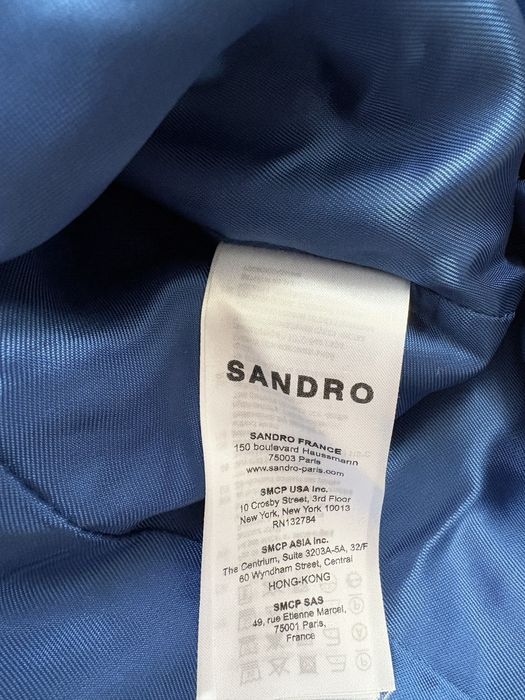 SANDRO
SANDRO FRANCE
150 boulevard Haussmann
75003 Paris
www.sandro-paris.com
SMCP USA Inc.
10 Crosby Street, 3rd Floor
New York, New York 10013
RN132784
SMCP ASIA Inc.
The Centrium, Suite 3203A-5A, 32/F
60 Wyndham Street, Central
HONG-KONG
SMCP SAS
49, rue Etienne Marcel,
75001 Paris,
France